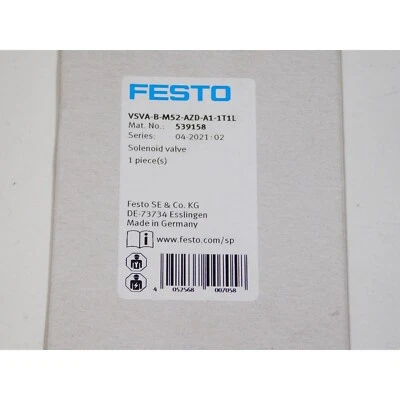 FESTO
VSVA-B-M52-AZD-A1-1T1L
Mat. No.: 539158
Series: 04-2021:02
Solenoid valve
1 piece(s)
Festo SE & Co. KG
DE-73734 Esslingen
Made in Germany
www.festo.com/sp
4 052568 007058